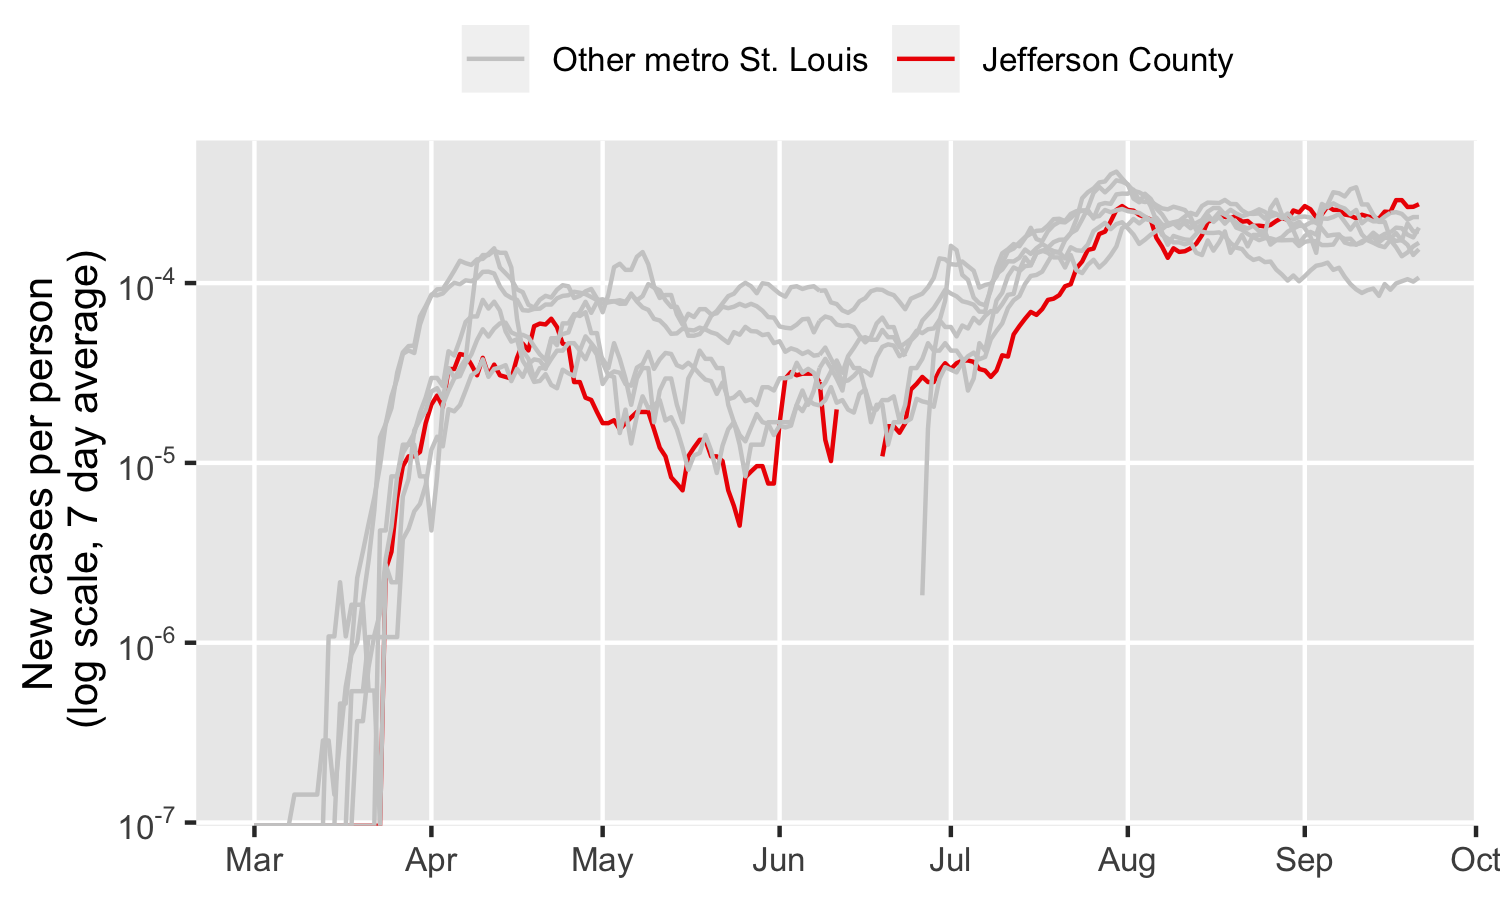 Other metro St. Louis Jefferson County
New cases per person
(log scale, 7 day average)
10-4
10-5
10-6
10-7
Mar Apr May Jun Jul Aug Sep Oct